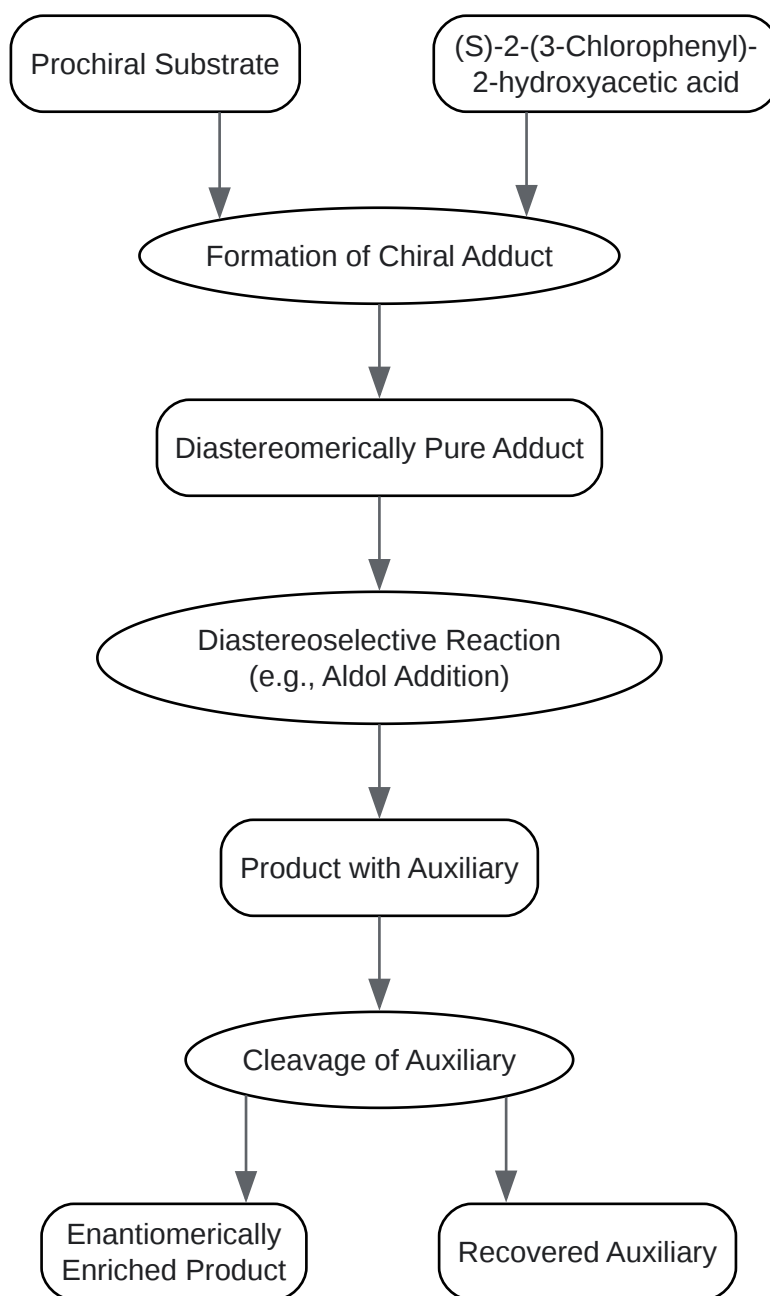 Prochiral Substrate
(S)-2-(3-Chlorophenyl)-
2-hydroxyacetic acid
Formation of Chiral Adduct
Diastereomerically Pure Adduct
Diastereoselective Reaction
(e.g., Aldol Addition)
Product with Auxiliary
Cleavage of Auxiliary
Enantiomerically
Enriched Product
Recovered Auxiliary